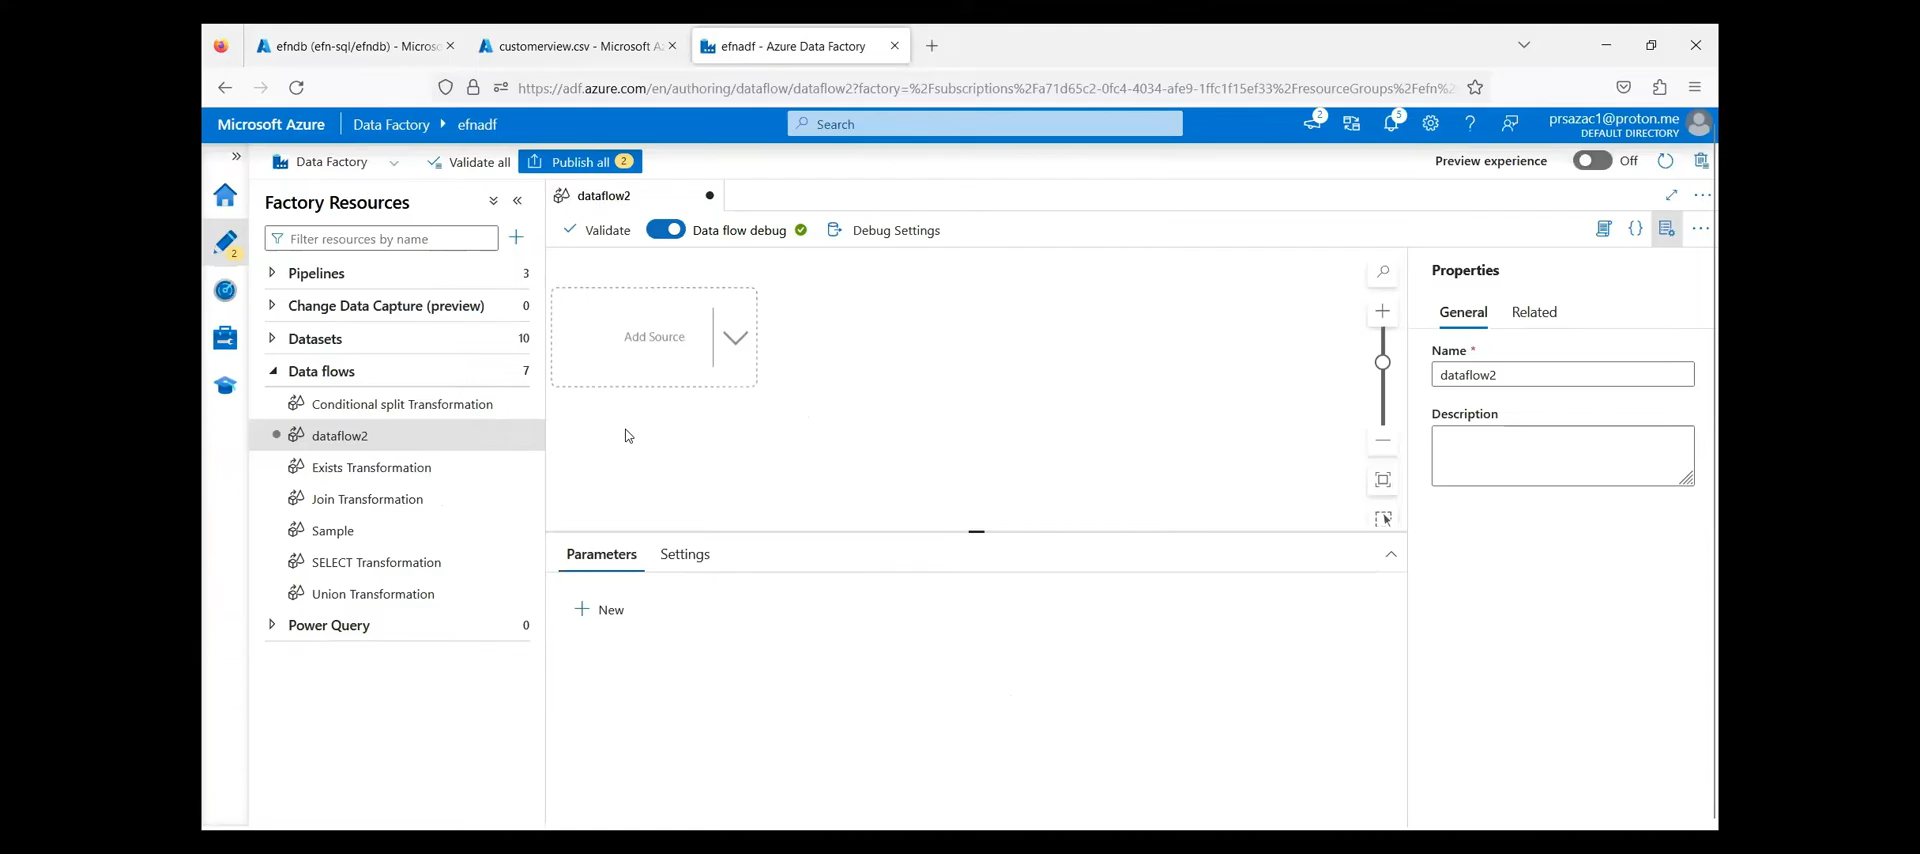 efndb (efn-sql/efndb) - Microso
customerview.csv - Microsoft A
efnadf - Azure Data Factory
https://adf.azure.com/en/authoring/dataflow/dataflow2?factory=%2Fsubscriptions%2Fa71d65c2-0fc4-4034-afe9-1ffc1f15ef33%2FresourceGroups%2Fefn%2
Microsoft Azure
Data Factory
efnadf
Search
2
5
prsazac1@proton.me
DEFAULT DIRECTORY
Data Factory
Validate all
Publish all
2
Preview experience
Off
Factory Resources
dataflow2
2
Filter resources by name
Validate
Data flow debug
Debug Settings
Pipelines 3
Change Data Capture (preview) 0
Datasets 10
Data flows 7
Conditional split Transformation
dataflow2
Exists Transformation
Join Transformation
Sample
SELECT Transformation
Union Transformation
Power Query 0
Add Source
Parameters
Settings
New
Properties
General
Related
Name *
dataflow2
Description